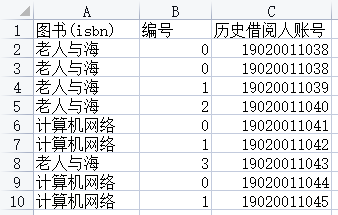 A B C
1 图书(isbn) 编号 历史借阅人账号
2 老人与海 0 19020011038
3 老人与海 0 19020011038
4 老人与海 1 19020011039
5 老人与海 2 19020011040
6 计算机网络 0 19020011041
7 计算机网络 1 19020011042
8 老人与海 3 19020011043
9 计算机网络 0 19020011044
10 计算机网络 1 19020011045